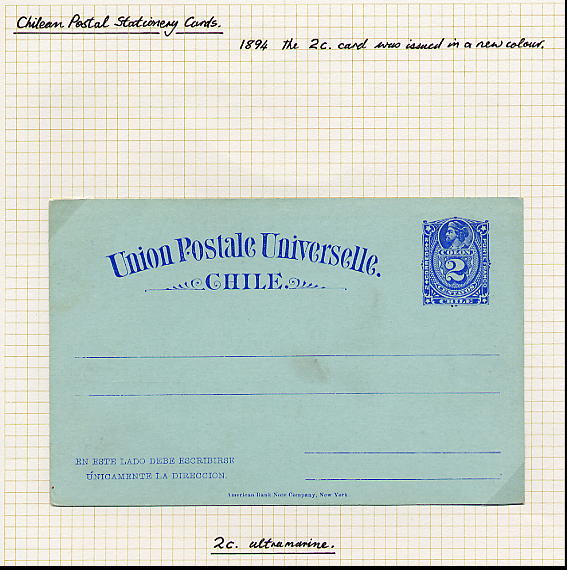 Chilean Postal Stationery Cards.
1894 the 2c. card was issued in a new colour.
Union Postale Universelle.
CHILE.
COLON
2
CENTAVOS
CHILE
EN ESTE LADO DEBE ESCRIBIRSE
ÚNICAMENTE LA DIRECCION.
American Bank Note Company, New York.
2c. ultramarine.